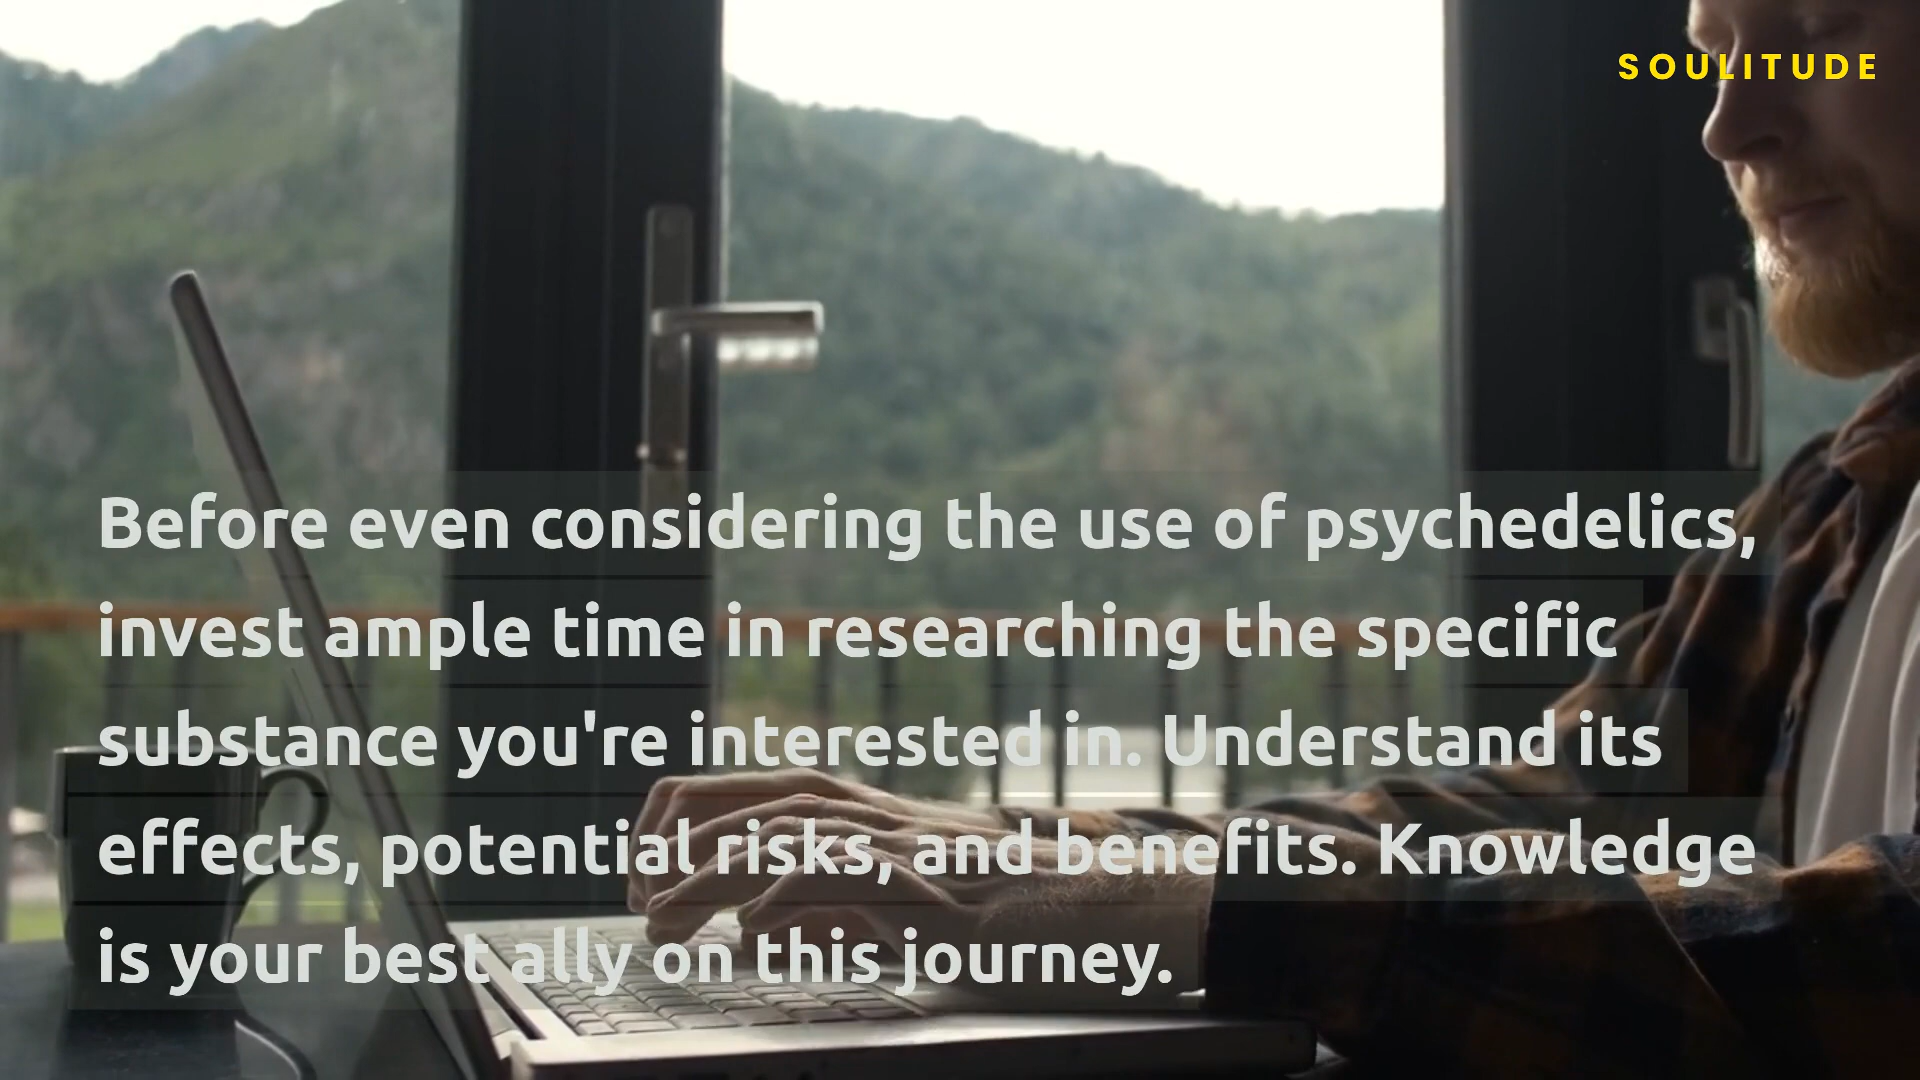 SOULITUDE
Before even considering the use of psychedelics,
invest ample time in researching the specific
substance you're interested in. Understand its
effects, potential risks, and benefits. Knowledge
is your best ally on this journey.